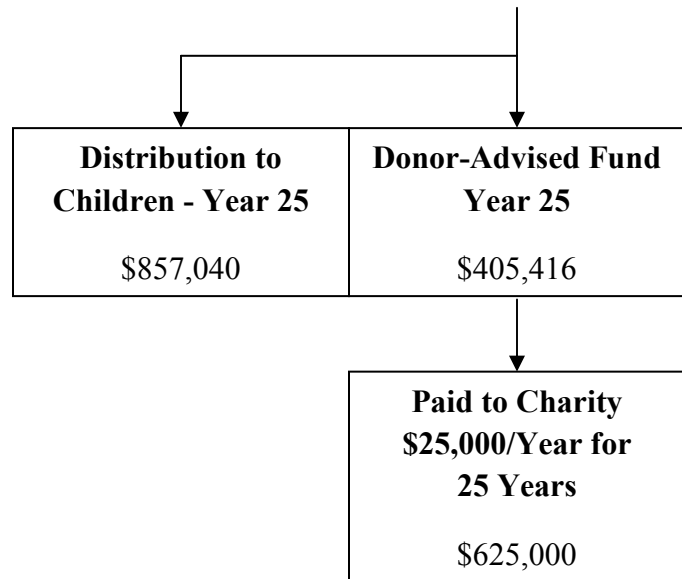 Distribution to
Children - Year 25
$857,040
Donor-Advised Fund
Year 25
$405,416
Paid to Charity
$25,000/Year for
25 Years
$625,000